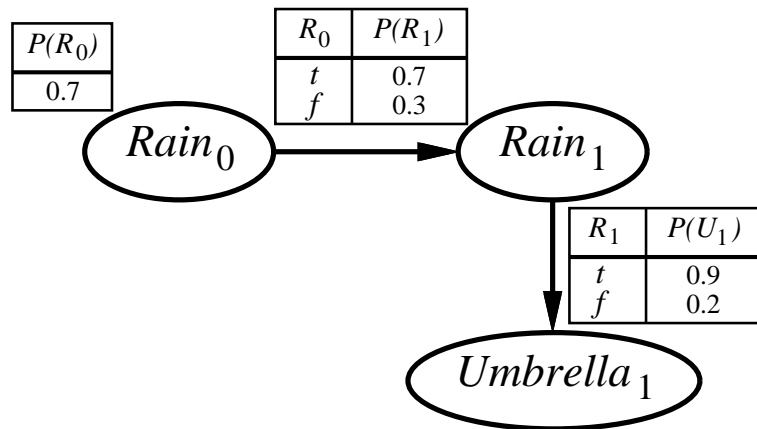 P(R0)
0.7
R0 P(R1)
t 0.7
f 0.3
Rain0
Rain1
R1 P(U1)
t 0.9
f 0.2
Umbrella1